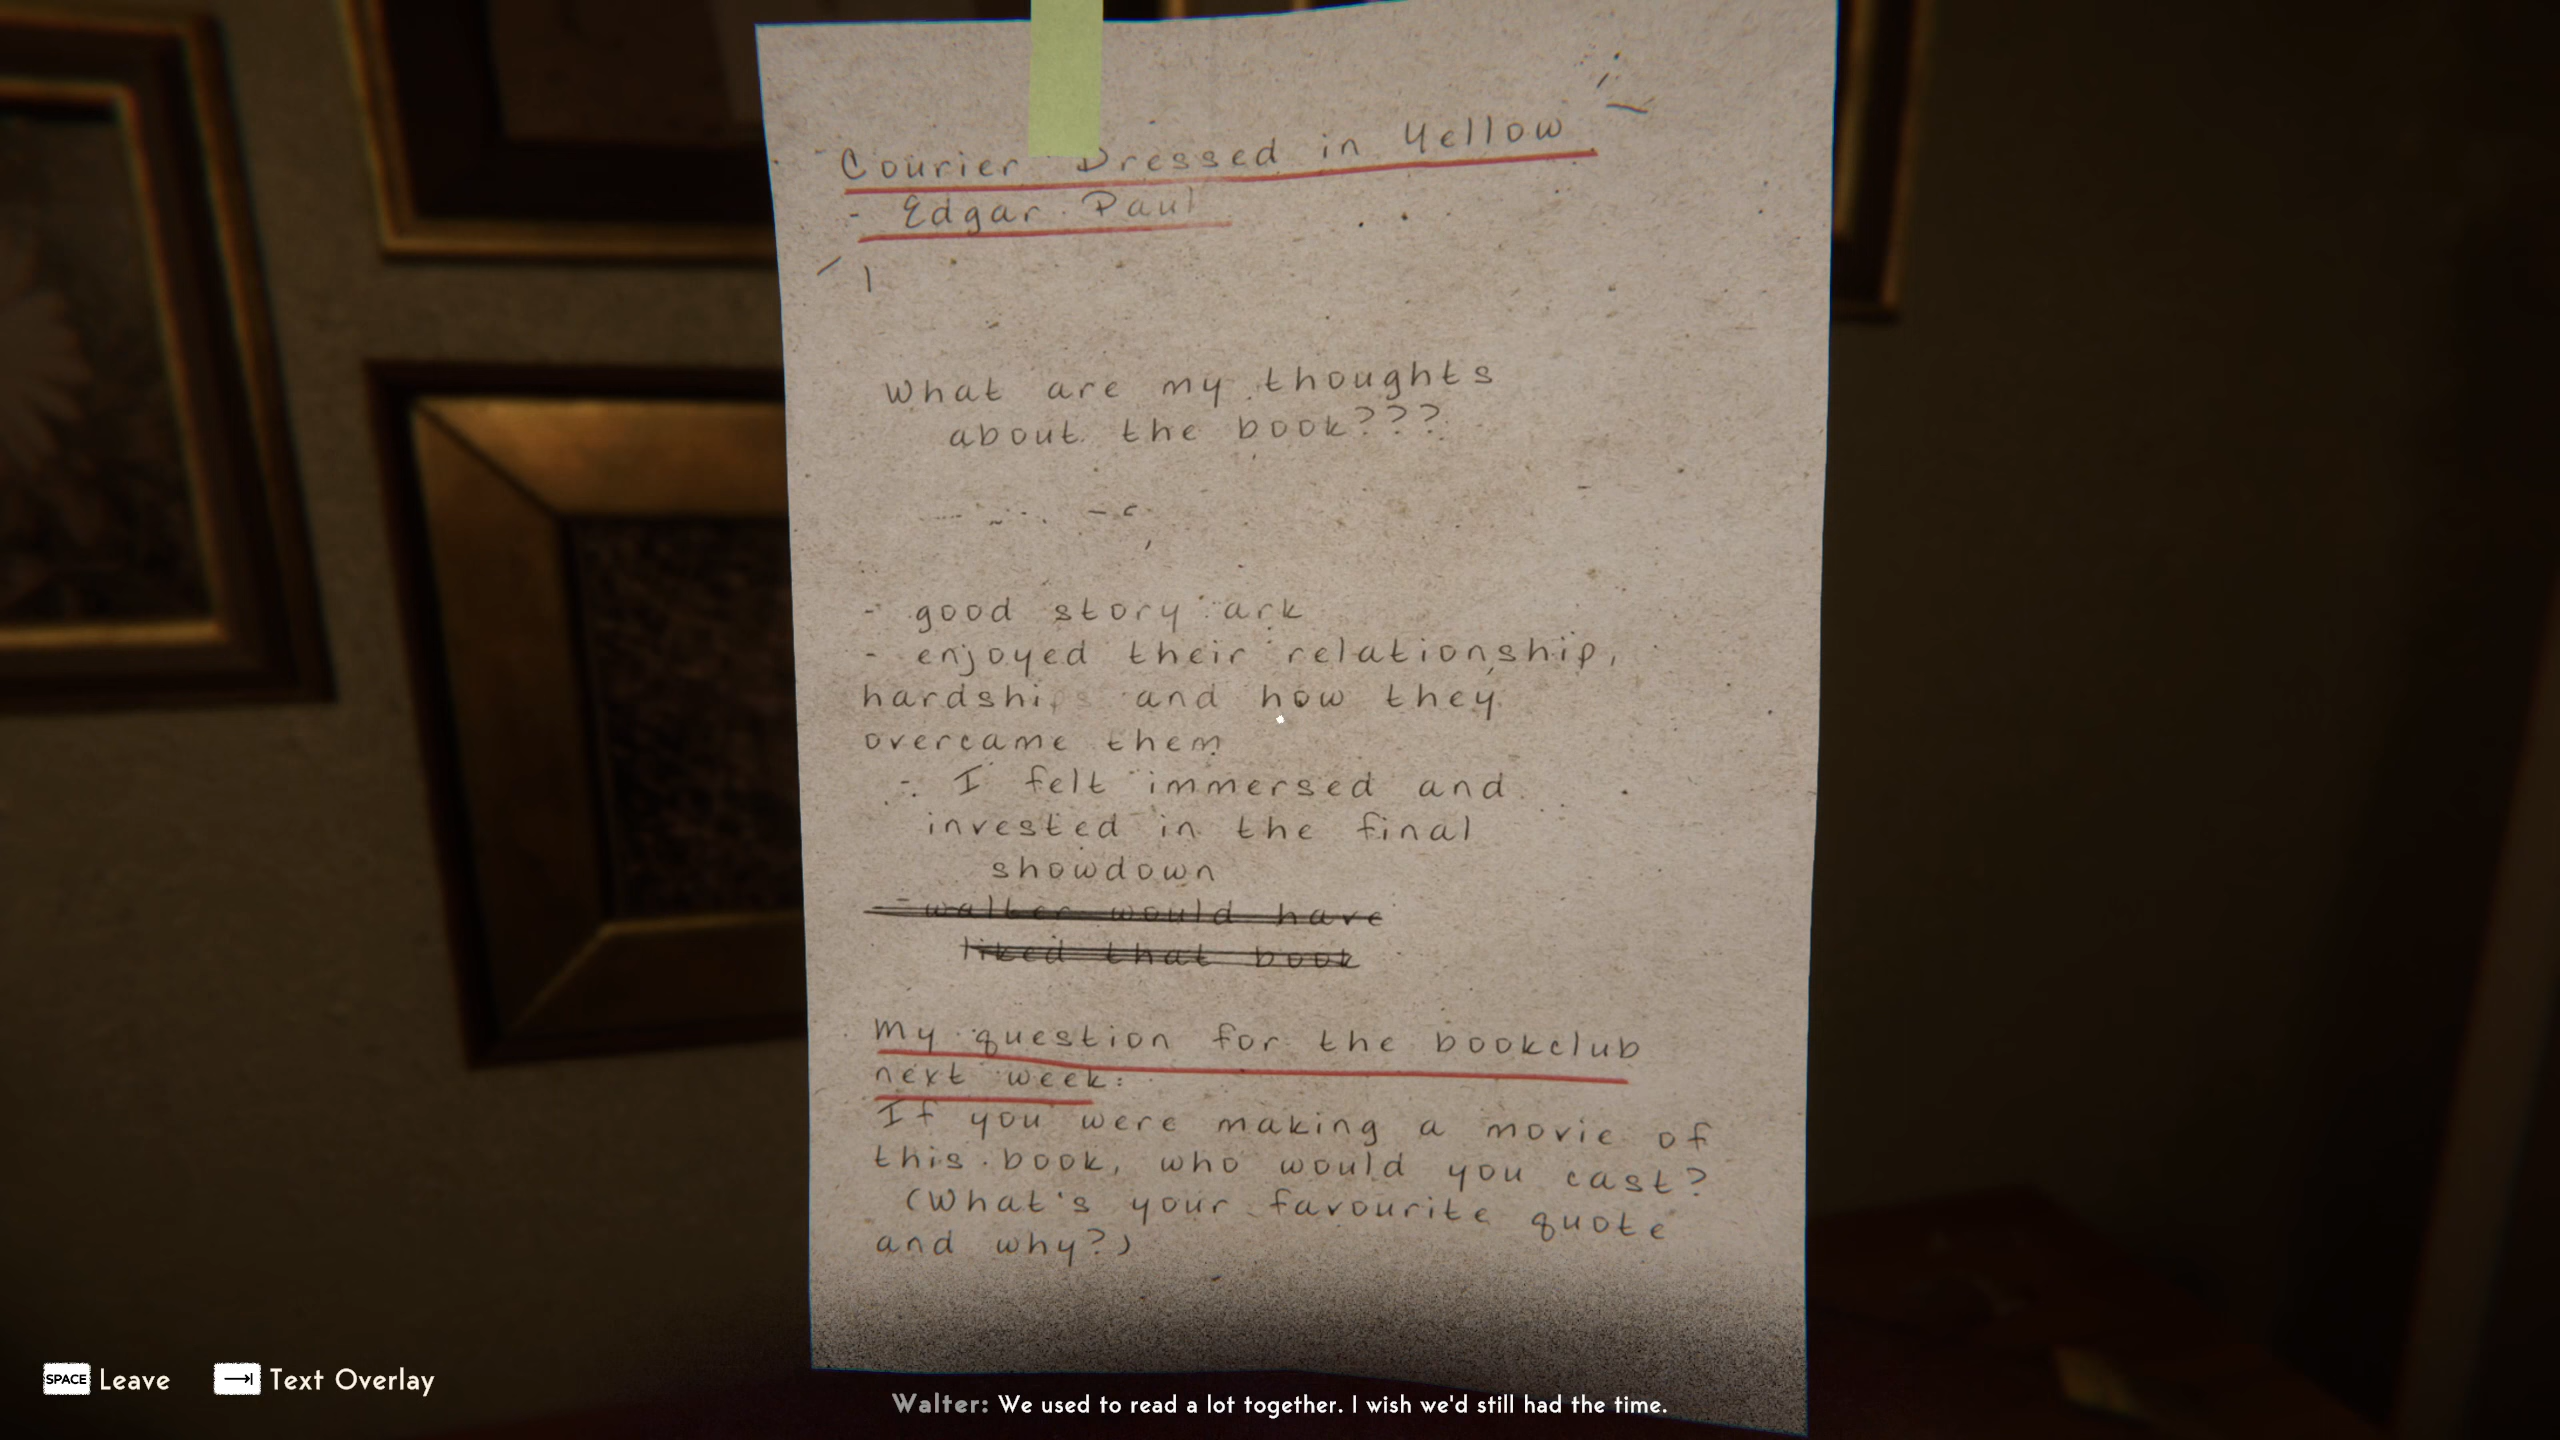 Courier Dressed in Yellow
- Edgar Paul
What are my thoughts
about the book???
- good story ark
- enjoyed their relationship,
hardships and how they
overcame them
- I felt immersed and
invested in the final
showdown
- walter would have
liked that book
My question for the bookclub
next week:
If you were making a movie of
this book, who would you cast?
(What's your favourite quote
and why?)
SPACE Leave Text Overlay
Walter: We used to read a lot together. I wish we'd still had the time.